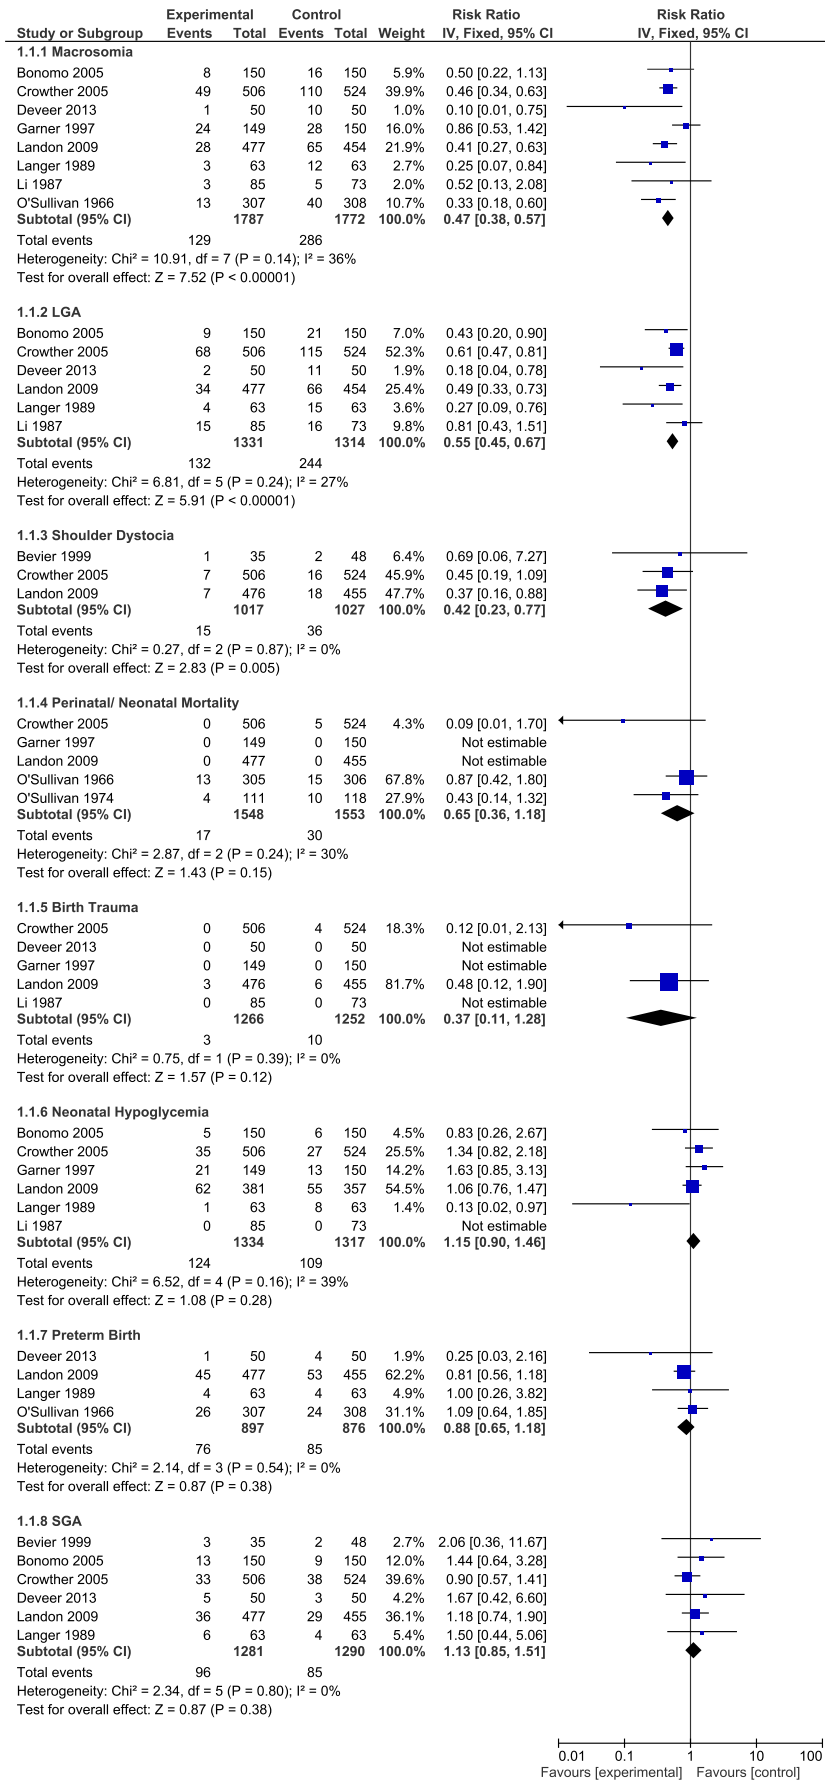 Experimental Control Risk Ratio Risk Ratio
Study or Subgroup Events Total Events Total Weight IV, Fixed, 95% CI IV, Fixed, 95% CI
1.1.1 Macrosomia
Bonomo 2005 8 150 16 150 5.9% 0.50 [0.22, 1.13]
Crowther 2005 49 506 110 524 39.9% 0.46 [0.34, 0.63]
Deveer 2013 1 50 10 50 1.0% 0.10 [0.01, 0.75]
Garner 1997 24 149 28 150 16.0% 0.86 [0.53, 1.42]
Landon 2009 28 477 65 454 21.9% 0.41 [0.27, 0.63]
Langer 1989 3 63 12 63 2.7% 0.25 [0.07, 0.84]
Li 1987 3 85 5 73 2.0% 0.52 [0.13, 2.08]
O'Sullivan 1966 13 307 40 308 10.7% 0.33 [0.18, 0.60]
Subtotal (95% CI) 1787 1772 100.0% 0.47 [0.38, 0.57]
Total events 129 286
Heterogeneity: Chi² = 10.91, df = 7 (P = 0.14); I² = 36%
Test for overall effect: Z = 7.52 (P < 0.00001)
1.1.2 LGA
Bonomo 2005 9 150 21 150 7.0% 0.43 [0.20, 0.90]
Crowther 2005 68 506 115 524 52.3% 0.61 [0.47, 0.81]
Deveer 2013 2 50 11 50 1.9% 0.18 [0.04, 0.78]
Landon 2009 34 477 66 454 25.4% 0.49 [0.33, 0.73]
Langer 1989 4 63 15 63 3.6% 0.27 [0.09, 0.76]
Li 1987 15 85 16 73 9.8% 0.81 [0.43, 1.51]
Subtotal (95% CI) 1331 1314 100.0% 0.55 [0.45, 0.67]
Total events 132 244
Heterogeneity: Chi² = 6.81, df = 5 (P = 0.24); I² = 27%
Test for overall effect: Z = 5.91 (P < 0.00001)
1.1.3 Shoulder Dystocia
Bevier 1999 1 35 2 48 6.4% 0.69 [0.06, 7.27]
Crowther 2005 7 506 16 524 45.9% 0.45 [0.19, 1.09]
Landon 2009 7 476 18 455 47.7% 0.37 [0.16, 0.88]
Subtotal (95% CI) 1017 1027 100.0% 0.42 [0.23, 0.77]
Total events 15 36
Heterogeneity: Chi² = 0.27, df = 2 (P = 0.87); I² = 0%
Test for overall effect: Z = 2.83 (P = 0.005)
1.1.4 Perinatal/ Neonatal Mortality
Crowther 2005 0 506 5 524 4.3% 0.09 [0.01, 1.70]
Garner 1997 0 149 0 150 Not estimable
Landon 2009 0 477 0 455 Not estimable
O'Sullivan 1966 13 305 15 306 67.8% 0.87 [0.42, 1.80]
O'Sullivan 1974 4 111 10 118 27.9% 0.43 [0.14, 1.32]
Subtotal (95% CI) 1548 1553 100.0% 0.65 [0.36, 1.18]
Total events 17 30
Heterogeneity: Chi² = 2.87, df = 2 (P = 0.24); I² = 30%
Test for overall effect: Z = 1.43 (P = 0.15)
1.1.5 Birth Trauma
Crowther 2005 0 506 4 524 18.3% 0.12 [0.01, 2.13]
Deveer 2013 0 50 0 50 Not estimable
Garner 1997 0 149 0 150 Not estimable
Landon 2009 3 476 6 455 81.7% 0.48 [0.12, 1.90]
Li 1987 0 85 0 73 Not estimable
Subtotal (95% CI) 1266 1252 100.0% 0.37 [0.11, 1.28]
Total events 3 10
Heterogeneity: Chi² = 0.75, df = 1 (P = 0.39); I² = 0%
Test for overall effect: Z = 1.57 (P = 0.12)
1.1.6 Neonatal Hypoglycemia
Bonomo 2005 5 150 6 150 4.5% 0.83 [0.26, 2.67]
Crowther 2005 35 506 27 524 25.5% 1.34 [0.82, 2.18]
Garner 1997 21 149 13 150 14.2% 1.63 [0.85, 3.13]
Landon 2009 62 381 55 357 54.5% 1.06 [0.76, 1.47]
Langer 1989 1 63 8 63 1.4% 0.13 [0.02, 0.97]
Li 1987 0 85 0 73 Not estimable
Subtotal (95% CI) 1334 1317 100.0% 1.15 [0.90, 1.46]
Total events 124 109
Heterogeneity: Chi² = 6.52, df = 4 (P = 0.16); I² = 39%
Test for overall effect: Z = 1.08 (P = 0.28)
1.1.7 Preterm Birth
Deveer 2013 1 50 4 50 1.9% 0.25 [0.03, 2.16]
Landon 2009 45 477 53 455 62.2% 0.81 [0.56, 1.18]
Langer 1989 4 63 4 63 4.9% 1.00 [0.26, 3.82]
O'Sullivan 1966 26 307 24 308 31.1% 1.09 [0.64, 1.85]
Subtotal (95% CI) 897 876 100.0% 0.88 [0.65, 1.18]
Total events 76 85
Heterogeneity: Chi² = 2.14, df = 3 (P = 0.54); I² = 0%
Test for overall effect: Z = 0.87 (P = 0.38)
1.1.8 SGA
Bevier 1999 3 35 2 48 2.7% 2.06 [0.36, 11.67]
Bonomo 2005 13 150 9 150 12.0% 1.44 [0.64, 3.28]
Crowther 2005 33 506 38 524 39.6% 0.90 [0.57, 1.41]
Deveer 2013 5 50 3 50 4.2% 1.67 [0.42, 6.60]
Landon 2009 36 477 29 455 36.1% 1.18 [0.74, 1.90]
Langer 1989 6 63 4 63 5.4% 1.50 [0.44, 5.06]
Subtotal (95% CI) 1281 1290 100.0% 1.13 [0.85, 1.51]
Total events 96 85
Heterogeneity: Chi² = 2.34, df = 5 (P = 0.80); I² = 0%
Test for overall effect: Z = 0.87 (P = 0.38)
0.01 0.1 1 10 100
Favours [experimental] Favours [control]